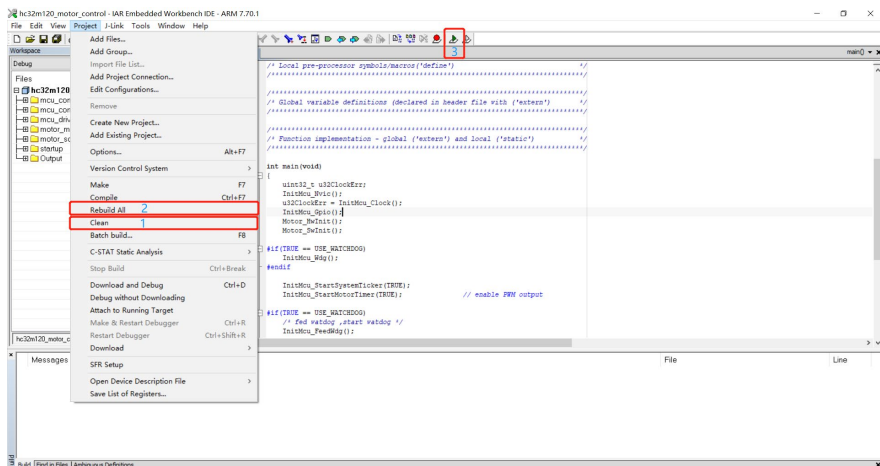 hc32m120_motor_control - IAR Embedded Workbench IDE - ARM 7.70.1
File Edit View Project J-Link Tools Window Help
Workspace
Debug
Files
hc32m120
mcu_con
mcu_con
mcu_driv
motor_m
motor_sc
startup
Output
hc32m120_motor_c
Add Files...
Add Group...
Import File List...
Add Project Connection...
Edit Configurations...
Remove
Create New Project...
Add Existing Project...
Options... Alt+F7
Version Control System
Make F7
Compile Ctrl+F7
Rebuild All 2
Clean 1
Batch build... F8
C-STAT Static Analysis
Stop Build Ctrl+Break
Download and Debug Ctrl+D
Debug without Downloading
Attach to Running Target
Make & Restart Debugger Ctrl+R
Restart Debugger Ctrl+Shift+R
Download
SFR Setup
Open Device Description File
Save List of Registers...
3
main()
/* Local pre-processor symbols/macros('define') */
/******************************************************************************/
/******************************************************************************/
/* Global variable definitions (declared in header file with ('extern') */
/******************************************************************************/
/******************************************************************************/
/* Function implementation - global ('extern') and local ('static') */
/******************************************************************************/
int main(void)
{
uint32_t u32ClockErr;
InitMcu_Nvic();
u32ClockErr = InitMcu_Clock();
InitMcu_Gpio();
Motor_HwInit();
Motor_SwInit();
#if(TRUE == USE_WATCHDOG)
InitMcu_Wdg();
#endif
InitMcu_StartSystemTicker(TRUE);
InitMcu_StartMotorTimer(TRUE); // enable PWM output
#if(TRUE == USE_WATCHDOG)
/* fed watdog ,start watdog */
InitMcu_FeedWdg();
Messages File Line
Build Find in Files Ambiguous Definitions